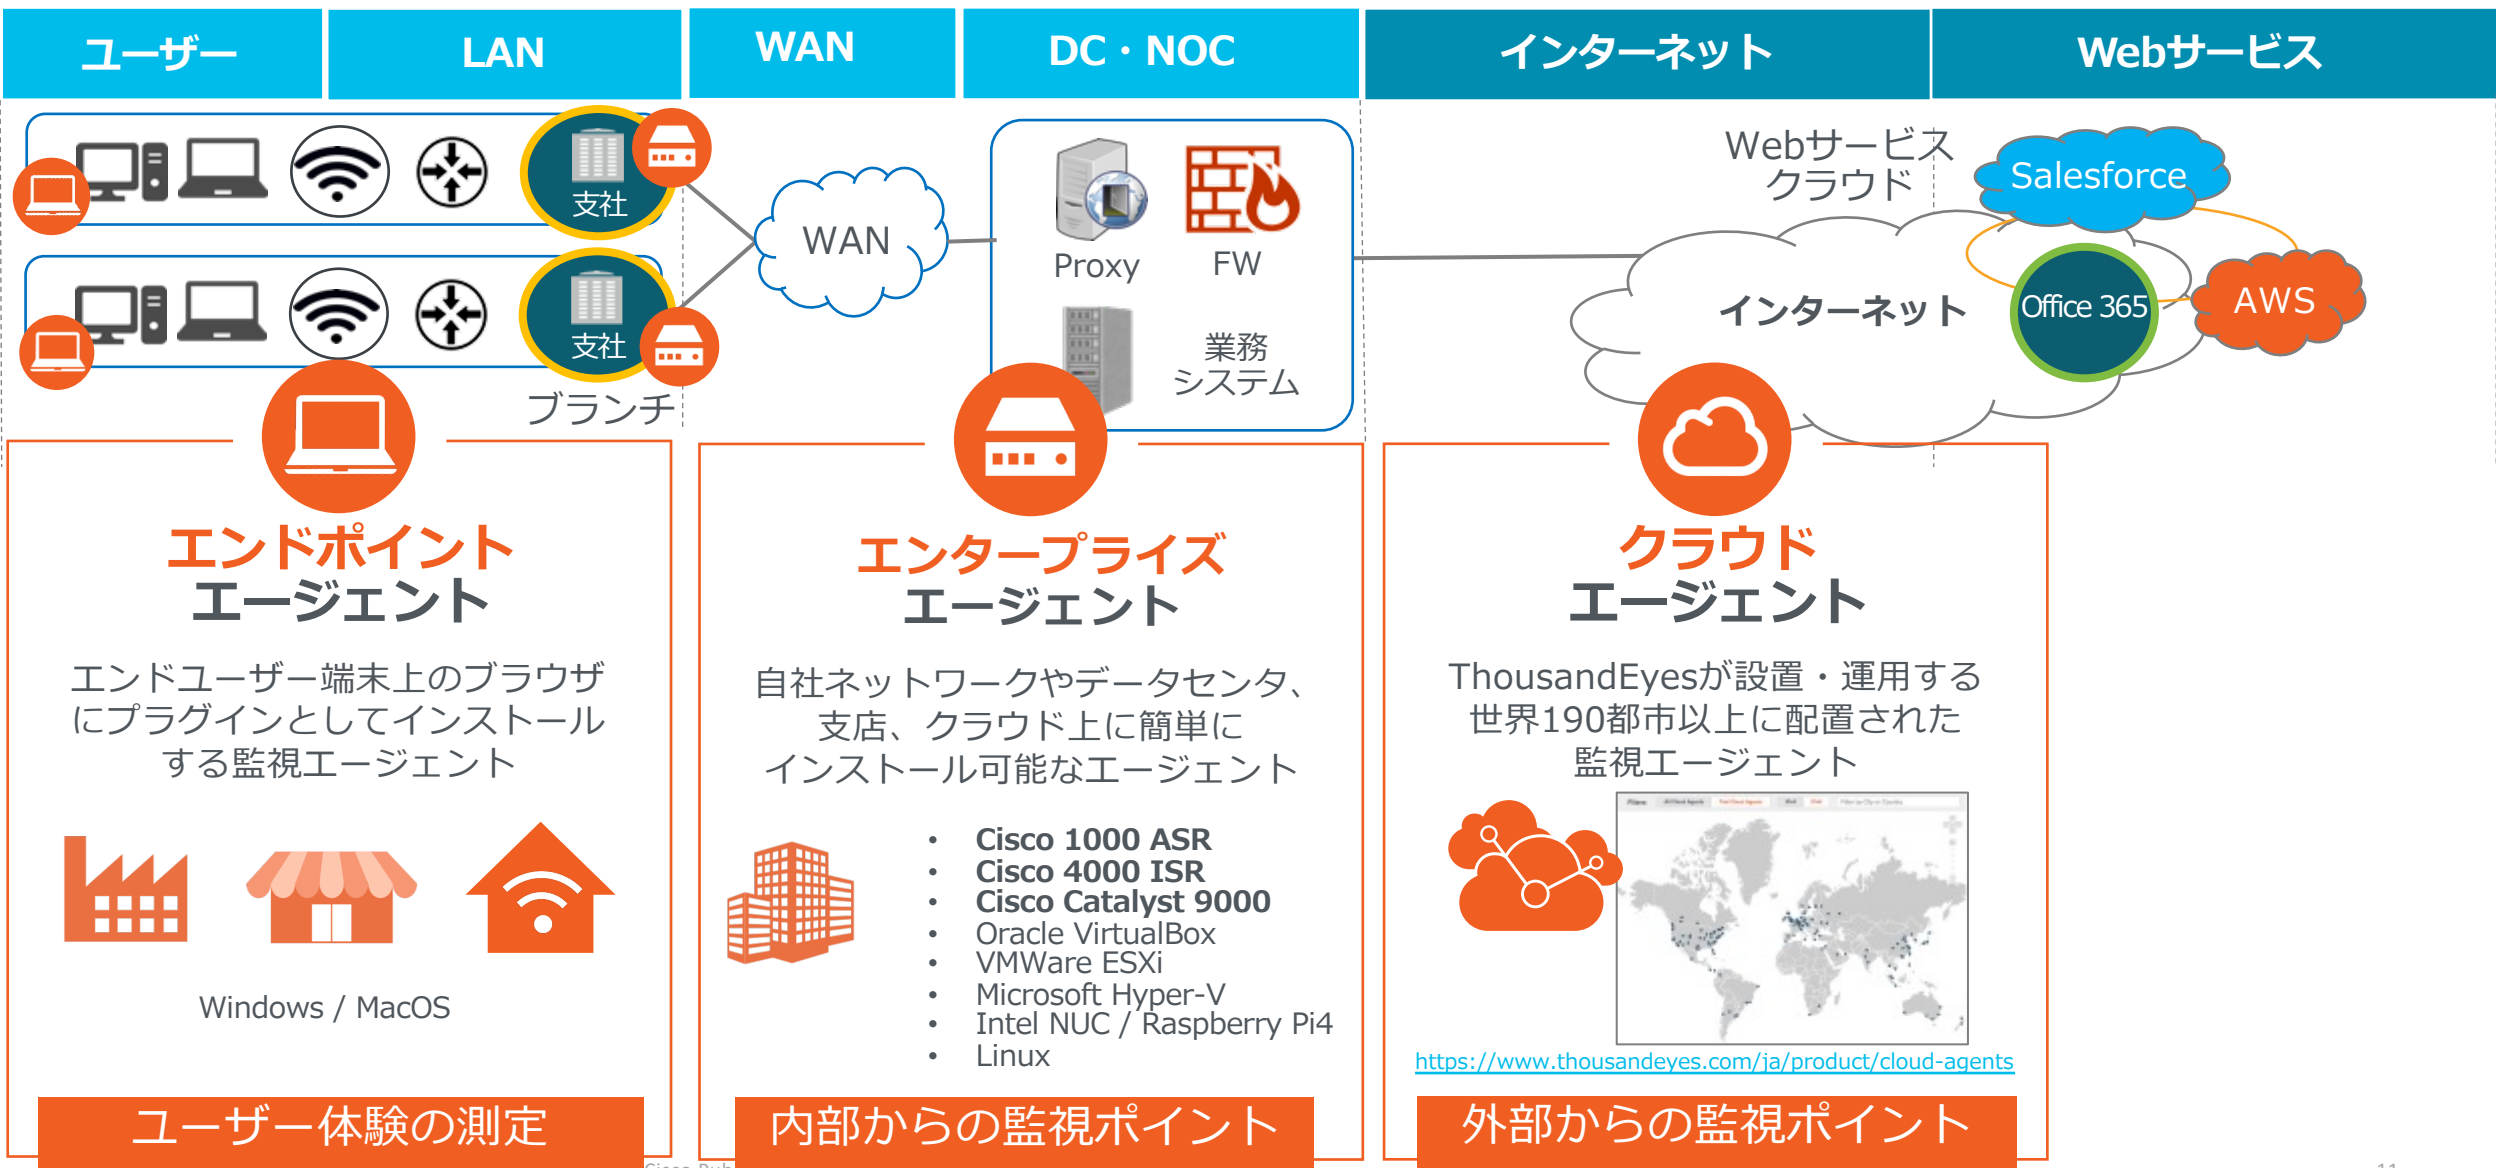 ユーザー
LAN
WAN
DC・NOC
インターネット
Webサービス
支社
支社
ブランチ
WAN
Proxy
FW
業務
システム
Webサービス
クラウド
インターネット
Salesforce
Office 365
AWS
エンドポイント
エージェント
エンドユーザー端末上のブラウザ
にプラグインとしてインストール
する監視エージェント
Windows / MacOS
ユーザー体験の測定
エンタープライズ
エージェント
自社ネットワークやデータセンタ、
支店、クラウド上に簡単に
インストール可能なエージェント
• Cisco 1000 ASR
• Cisco 4000 ISR
• Cisco Catalyst 9000
• Oracle VirtualBox
• VMWare ESXi
• Microsoft Hyper-V
• Intel NUC / Raspberry Pi4
• Linux
内部からの監視ポイント
クラウド
エージェント
ThousandEyesが設置・運用する
世界190都市以上に配置された
監視エージェント
https://www.thousandeyes.com/ja/product/cloud-agents
外部からの監視ポイント